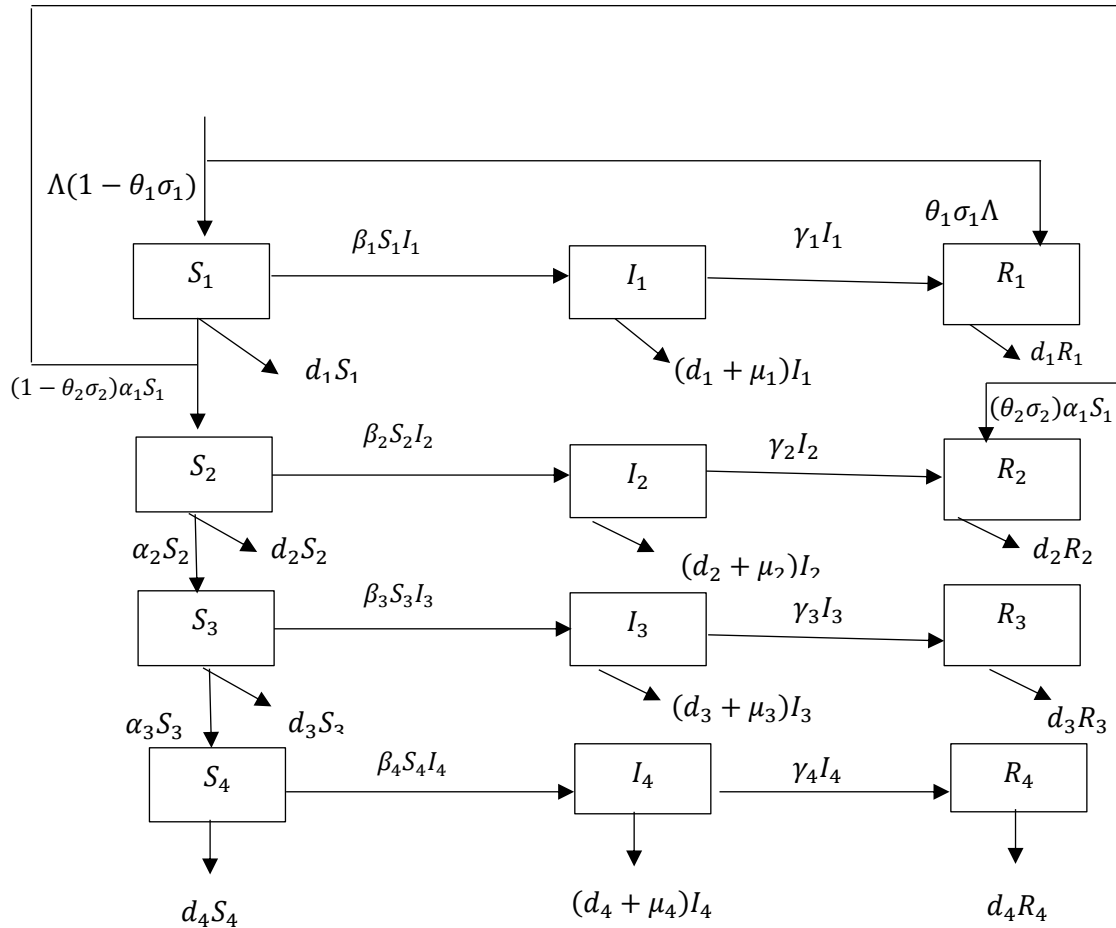 Λ(1 − θ₁σ₁)
θ₁σ₁Λ
β₁S₁I₁
γ₁I₁
S₁
I₁
R₁
d₁S₁
(d₁ + μ₁)I₁
d₁R₁
(1 − θ₂σ₂)α₁S₁
(θ₂σ₂)α₁S₁
β₂S₂I₂
γ₂I₂
S₂
I₂
R₂
α₂S₂
d₂S₂
(d₂ + μ₂)I₂
d₂R₂
β₃S₃I₃
γ₃I₃
S₃
I₃
R₃
α₃S₃
d₃S₃
(d₃ + μ₃)I₃
d₃R₃
β₄S₄I₄
γ₄I₄
S₄
I₄
R₄
d₄S₄
(d₄ + μ₄)I₄
d₄R₄